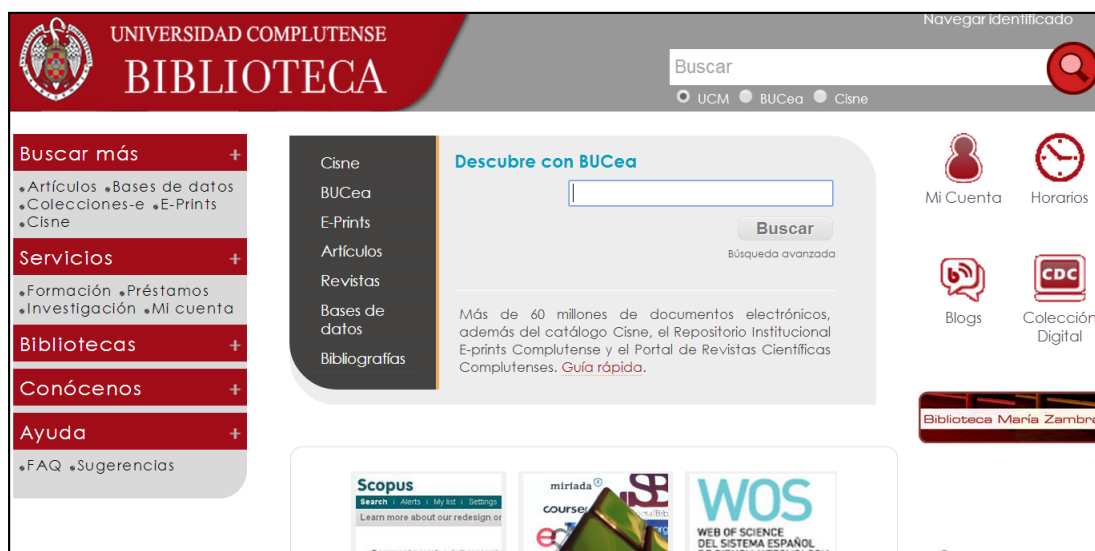 UNIVERSIDAD COMPLUTENSE
BIBLIOTECA
Navegar identificado
Buscar
UCM BUCea Cisne
Buscar más +
Artículos Bases de datos
Colecciones-e E-Prints
Cisne
Servicios +
Formación Préstamos
Investigación Mi cuenta
Bibliotecas +
Conócenos +
Ayuda +
FAQ Sugerencias
Cisne
BUCea
E-Prints
Artículos
Revistas
Bases de
datos
Bibliografías
Descubre con BUCea
Buscar
Búsqueda avanzada
Más de 60 millones de documentos electrónicos,
además del catálogo Cisne, el Repositorio Institucional
E-prints Complutense y el Portal de Revistas Científicas
Complutenses. Guía rápida.
Mi Cuenta
Horarios
Blogs
CDC
Colección
Digital
Biblioteca María Zambra
Scopus
Search | Alerts | My list | Settings
Learn more about our redesign
miríada
WOS
WEB OF SCIENCE
DEL SISTEMA ESPAÑOL